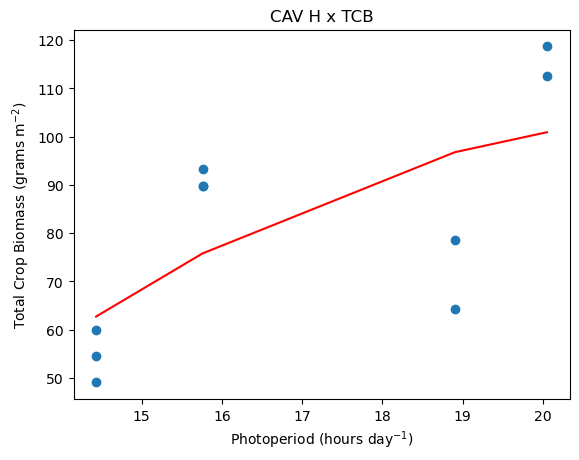 CAV H x TCB
Total Crop Biomass (grams m⁻²)
120
110
100
90
80
70
60
50
15 16 17 18 19 20
Photoperiod (hours day⁻¹)